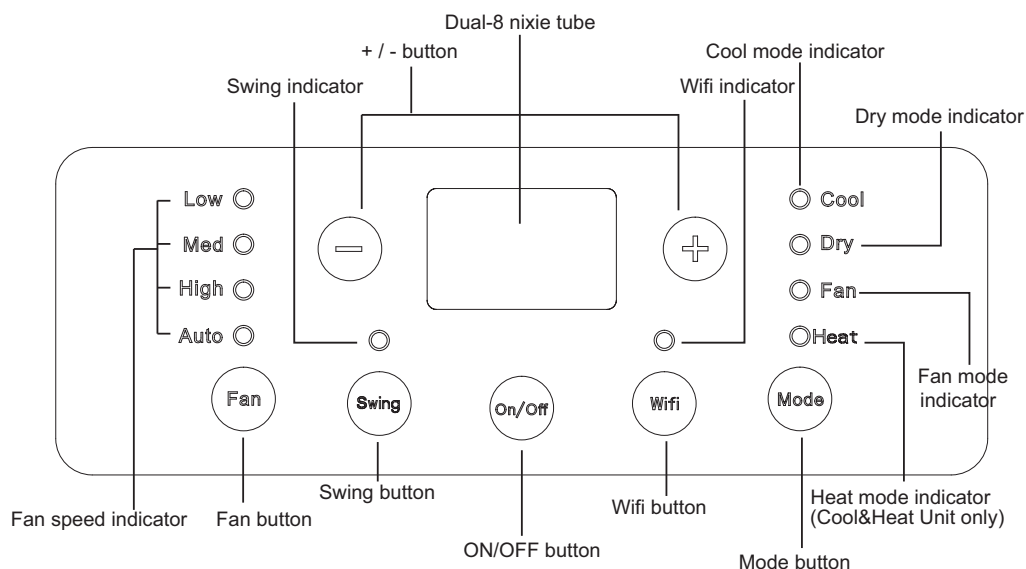 Dual-8 nixie tube
+ / - button
Cool mode indicator
Swing indicator
Wifi indicator
Dry mode indicator
Low
Cool
Med
Dry
High
Fan
Auto
Heat
Fan
Swing
On/Off
Wifi
Mode
Fan mode
indicator
Fan speed indicator
Fan button
Swing button
ON/OFF button
Wifi button
Heat mode indicator
(Cool&Heat Unit only)
Mode button